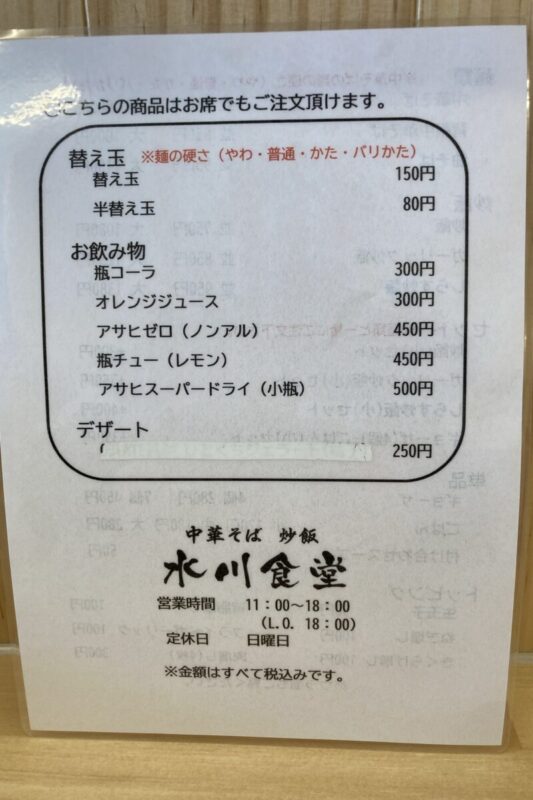 こちらの商品はお席でもご注文頂けます。
替え玉 ※麺の硬さ（やわ・普通・かた・バリかた）
替え玉 150円
半替え玉 80円
お飲み物
瓶コーラ 300円
オレンジジュース 300円
アサヒゼロ（ノンアル） 450円
瓶チュー（レモン） 450円
アサヒスーパードライ（小瓶） 500円
デザート
250円
中華そば 炒飯
水川食堂
営業時間 11：00～18：00
（L.O. 18：00）
定休日 日曜日
※金額はすべて税込みです。